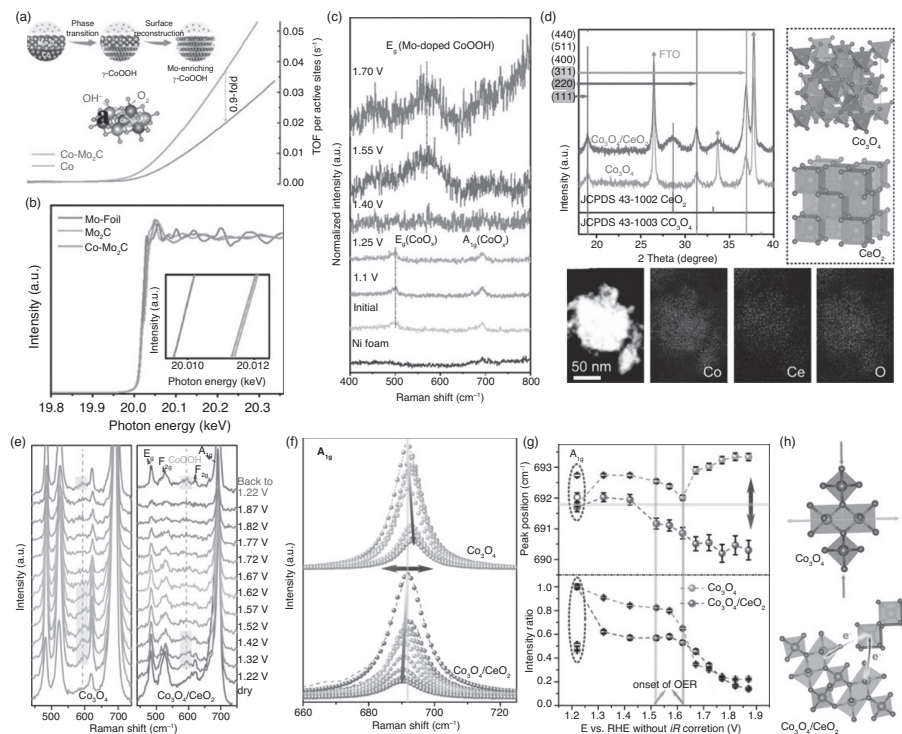 (a)
Phase transition
Surface reconstruction
γ-CoOOH
Mo-enriching γ-CoOOH
OH⁻
O₂
0.9-fold
Co-Mo₂C
Co
0.05
0.04
0.03
0.02
0.01
0.00
TOF per active sites (s⁻¹)
(b)
Mo-Foil
Mo₂C
Co-Mo₂C
Intensity (a.u.)
Intensity (a.u.)
20.010 20.012
Photon energy (keV)
19.8 19.9 20.0 20.1 20.2 20.3
Photon energy (keV)
(c)
E_g (Mo-doped CoOOH)
1.70 V
1.55 V
1.40 V
1.25 V
E_g(CoOₓ)
A₁g(CoOₓ)
1.1 V
Initial
Ni foam
Normalized intensity (a.u.)
400 500 600 700 800
Raman shift (cm⁻¹)
(d)
(440)
(511)
(400)
(311)
(220)
(111)
FTO
Co₃O₄/CeO₂
Co₃O₄
JCPDS 43-1002 CeO₂
JCPDS 43-1003 CO₃O₄
Intensity (a.u.)
20 25 30 35 40
2 Theta (degree)
Co₃O₄
CeO₂
50 nm
Co
Ce
O
(e)
E_g
F₂g
CoOOH
F₂g
A₁g
Back to
1.22 V
1.87 V
1.82 V
1.77 V
1.72 V
1.67 V
1.62 V
1.57 V
1.52 V
1.42 V
1.32 V
1.22 V
dry
Intensity (a.u.)
Co₃O₄
Co₃O₄/CeO₂
500 600 700 500 600 700
Raman shift (cm⁻¹)
(f)
A₁g
Co₃O₄
Co₃O₄/CeO₂
Intensity (a.u.)
660 680 700 720
Raman shift (cm⁻¹)
(g)
A₁g
693
692
691
690
Peak position (cm⁻¹)
Co₃O₄
Co₃O₄/CeO₂
1.0
0.8
0.6
0.4
0.2
0.0
Intensity ratio
onset of OER
1.2 1.3 1.4 1.5 1.6 1.7 1.8 1.9
E vs. RHE without iR corretion (V)
(h)
Co₃O₄
e⁻
e⁻
Co₃O₄/CeO₂